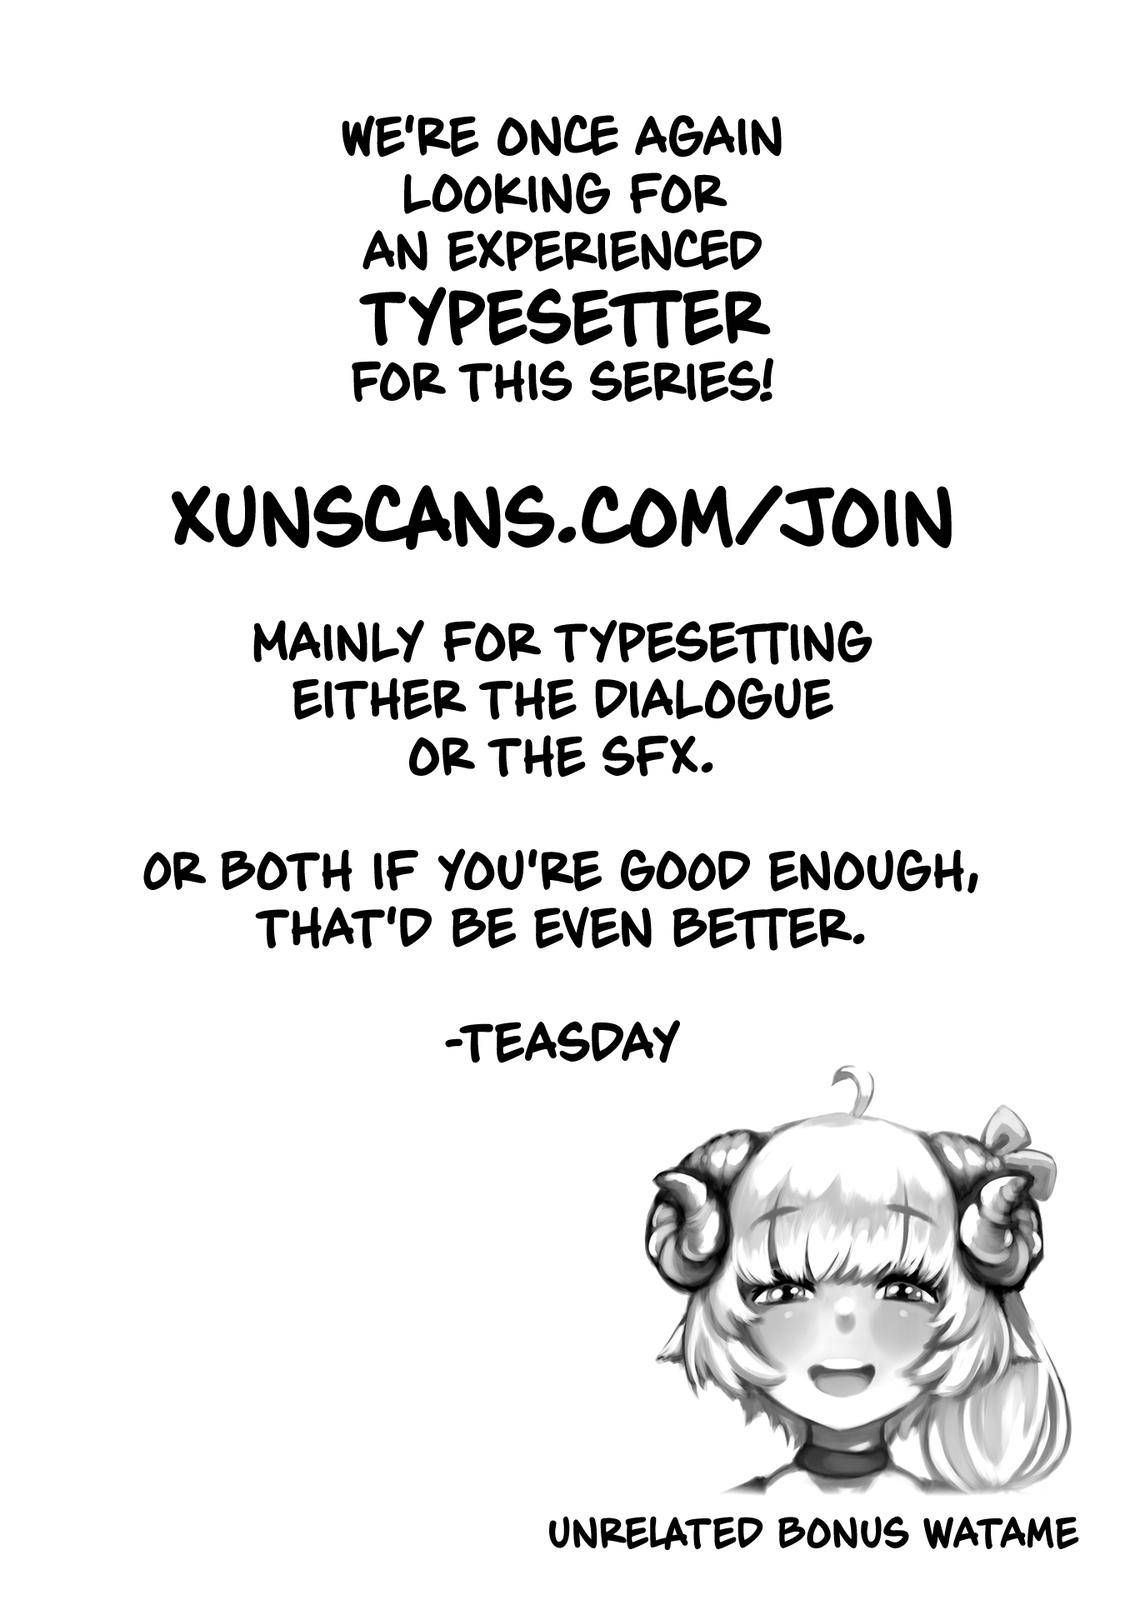 WE'RE ONCE AGAIN
LOOKING FOR
AN EXPERIENCED
TYPESETTER
FOR THIS SERIES!
XUNSCANS.COM/JOIN
MAINLY FOR TYPESETTING
EITHER THE DIALOGUE
OR THE SFX.
OR BOTH IF YOU'RE GOOD ENOUGH,
THAT'D BE EVEN BETTER.
-TEASDAY
UNRELATED BONUS WATAME